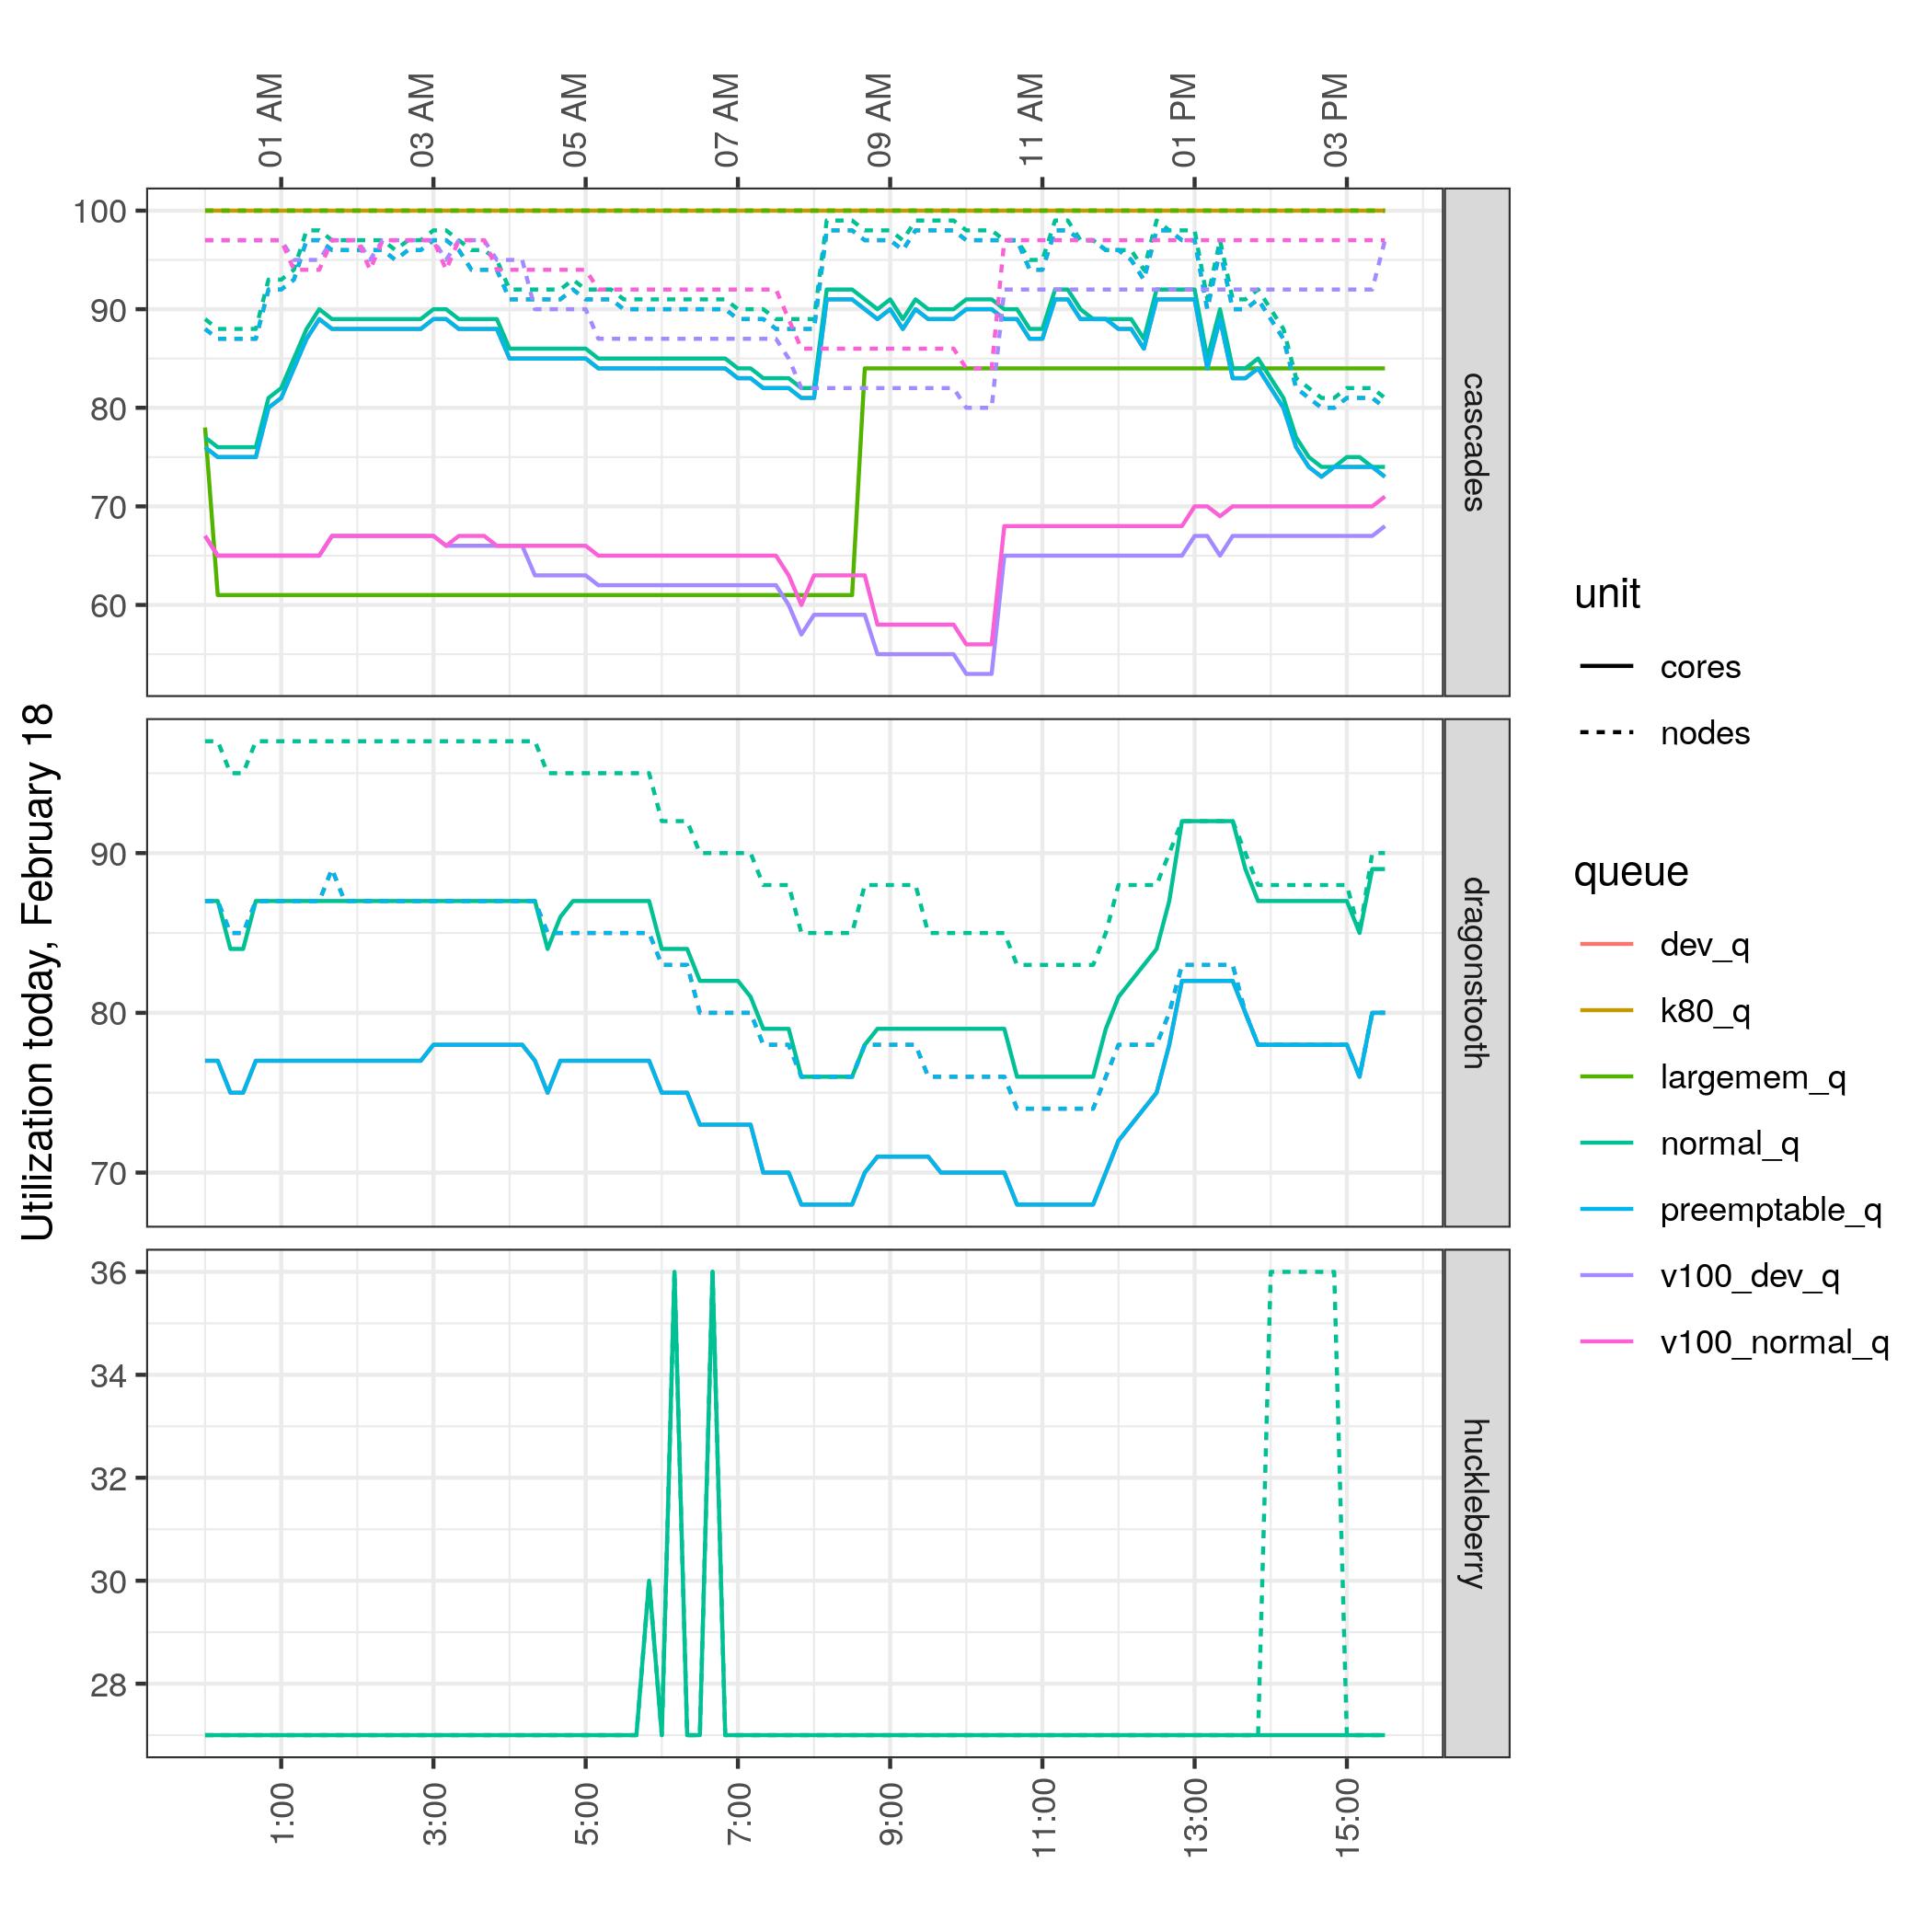 01 AM
03 AM
05 AM
07 AM
09 AM
11 AM
01 PM
03 PM
Utilization today, February 18
100
90
80
70
60
cascades
90
80
70
dragonstooth
36
34
32
30
28
huckleberry
1:00
3:00
5:00
7:00
9:00
11:00
13:00
15:00
unit
cores
nodes
queue
dev_q
k80_q
largemem_q
normal_q
preemptable_q
v100_dev_q
v100_normal_q